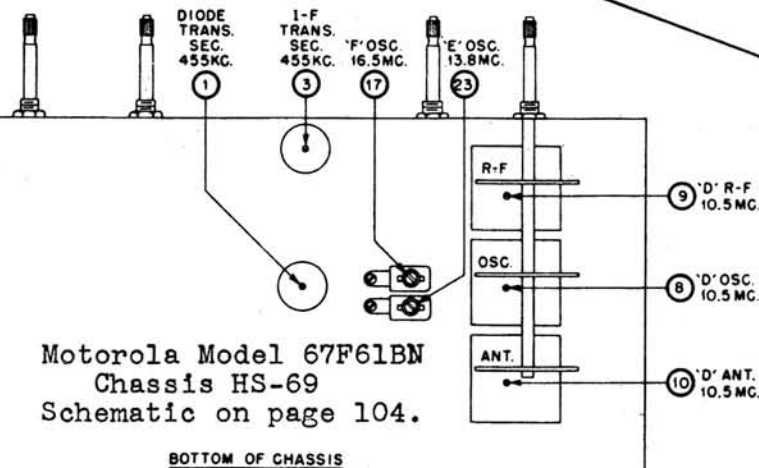 DIODE
TRANS.
SEC.
455KC.
1
I-F
TRANS.
SEC.
455KC.
3
'F' OSC.
16.5MC.
17
'E' OSC.
13.8MC.
23
R-F
9
'D' R-F
10.5MC.
OSC.
8
'D' OSC.
10.5MC.
ANT.
10
'D' ANT.
10.5MC.
Motorola Model 67F61BN
Chassis HS-69
Schematic on page 104.
BOTTOM OF CHASSIS